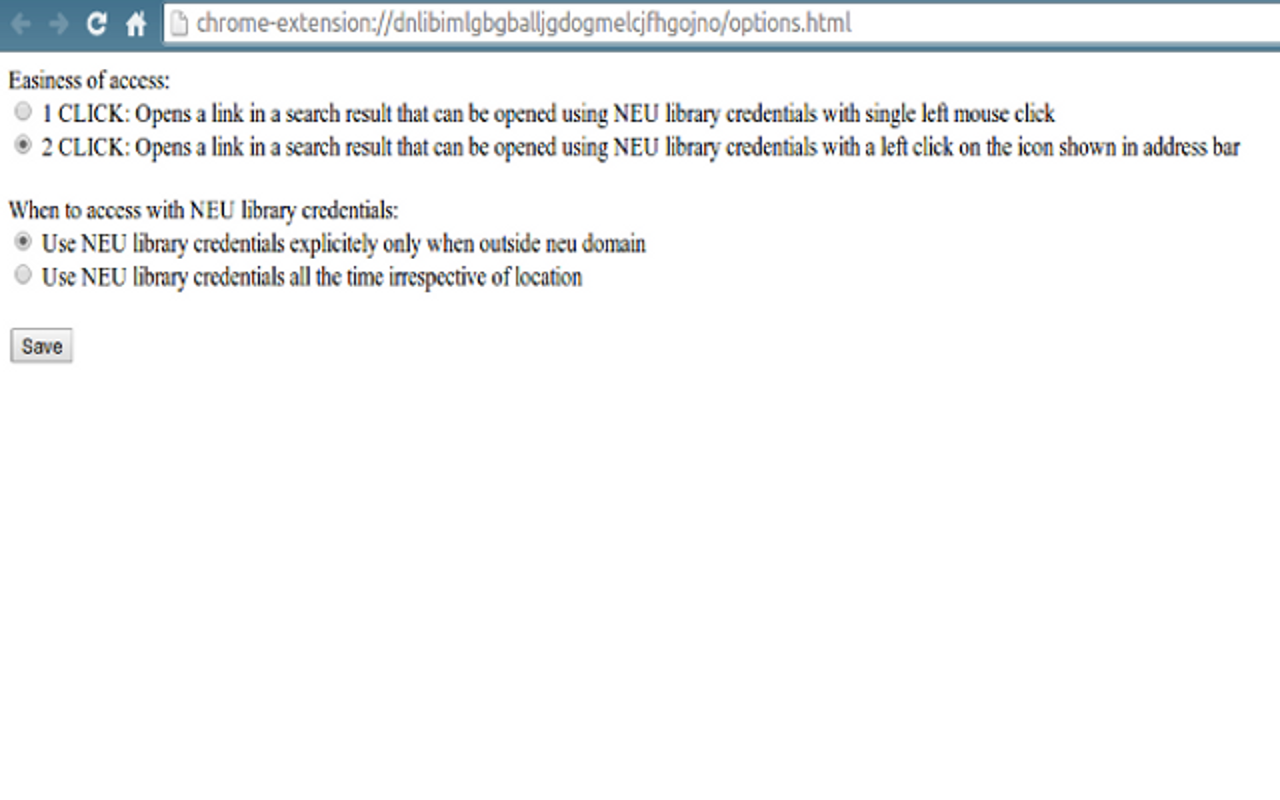 chrome-extension://dnlibimlgbgballjgdogmelcjfhgojno/options.html
Easiness of access:
1 CLICK: Opens a link in a search result that can be opened using NEU library credentials with single left mouse click
2 CLICK: Opens a link in a search result that can be opened using NEU library credentials with a left click on the icon shown in address bar
When to access with NEU library credentials:
Use NEU library credentials explicitely only when outside neu domain
Use NEU library credentials all the time irrespective of location
Save